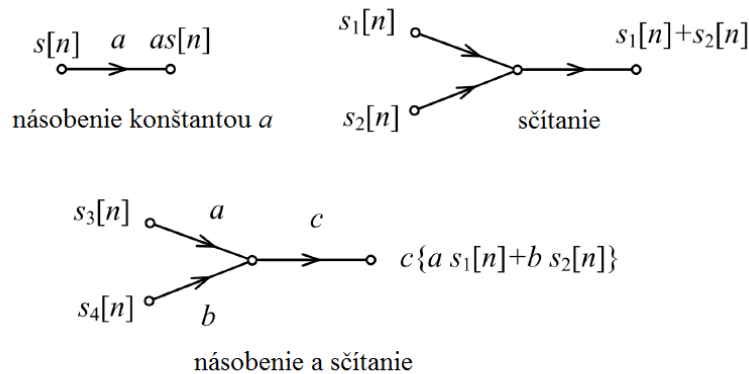 s[n] a as[n]
násobenie konštantou a
s₁[n]
s₁[n]+s₂[n]
s₂[n]
sčítanie
s₃[n] a
c
c{a s₁[n]+b s₂[n]}
s₄[n] b
násobenie a sčítanie